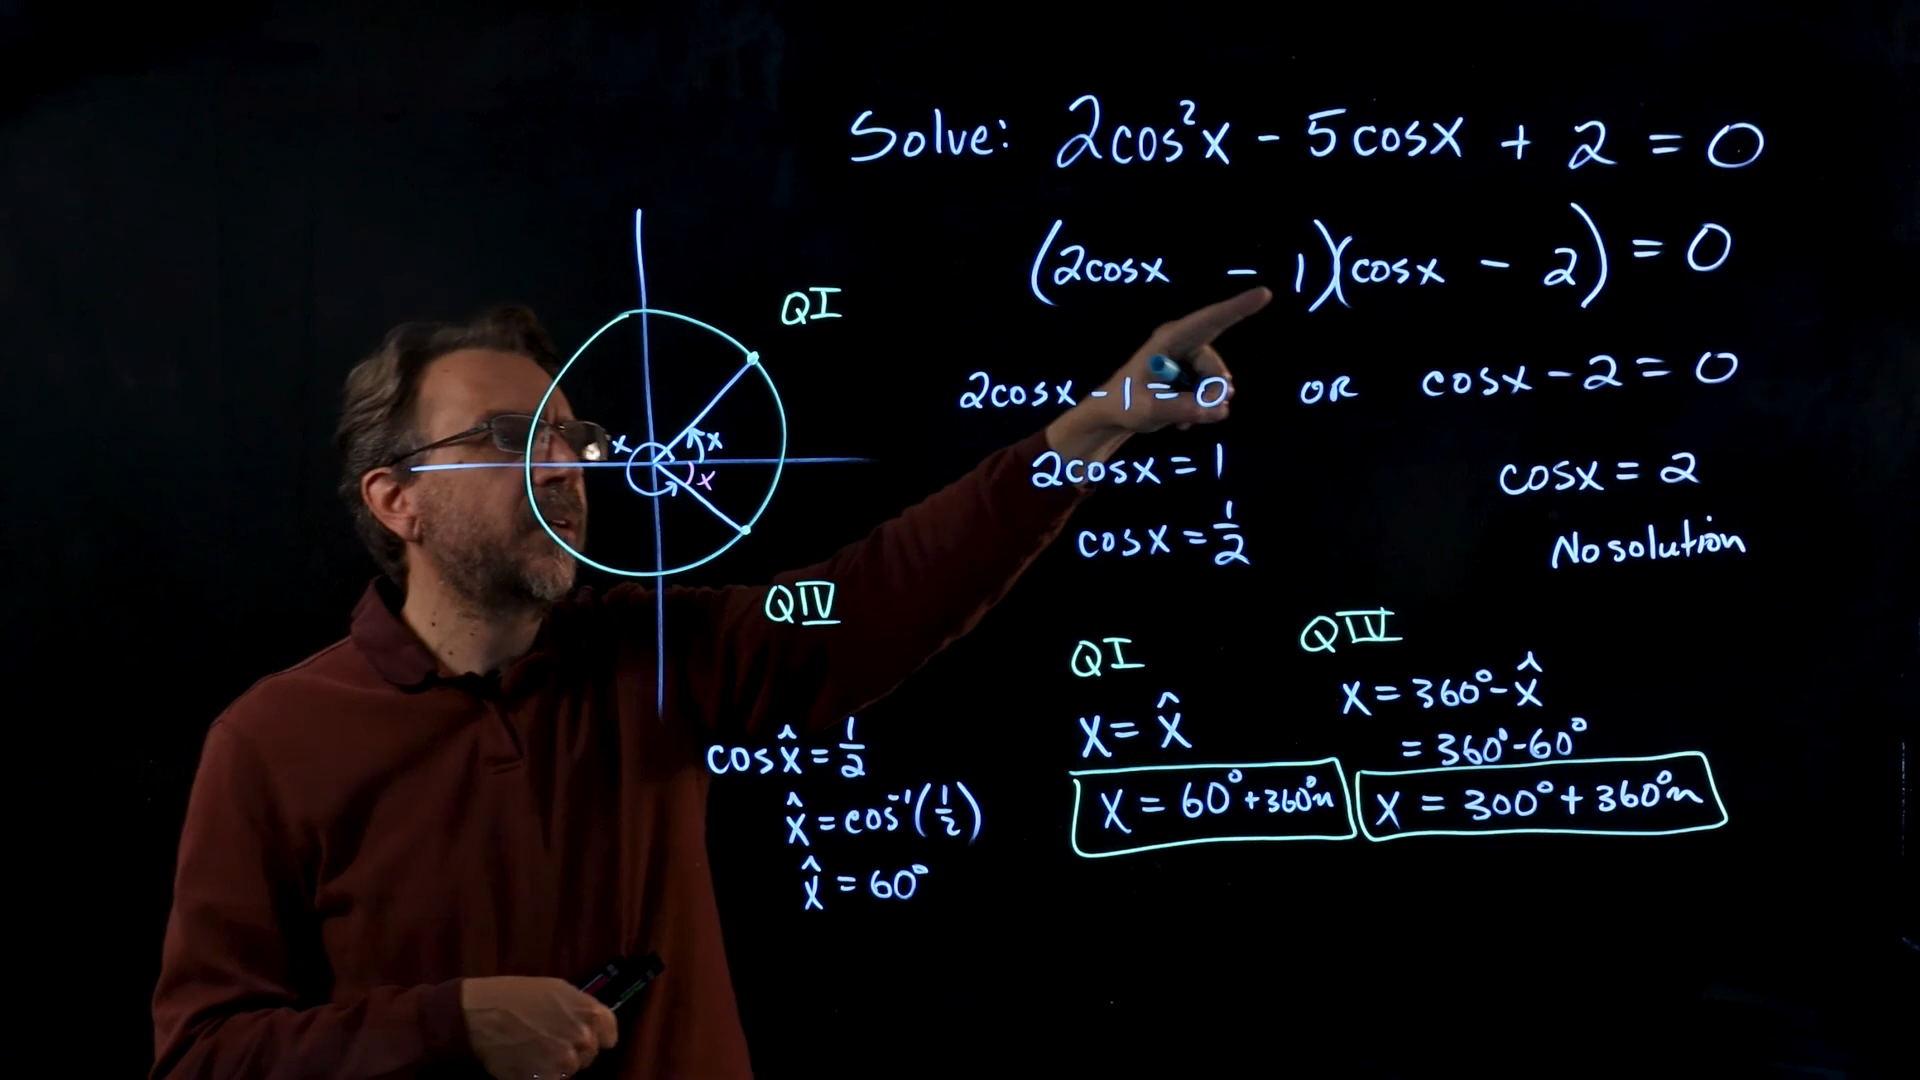 Solve: 2cos²x - 5cosx + 2 = 0
(2cosx - 1)(cosx - 2) = 0
2cosx - 1 = 0 OR cosx - 2 = 0
2cosx = 1
cosx = 1/2
cosx = 2
No solution
QI
x
x
x
QIV
cos x̂ = 1/2
x̂ = cos⁻¹(1/2)
x̂ = 60°
QI
x = x̂
x = 60° + 360°n
QIV
x = 360° - x̂
= 360° - 60°
x = 300° + 360°n